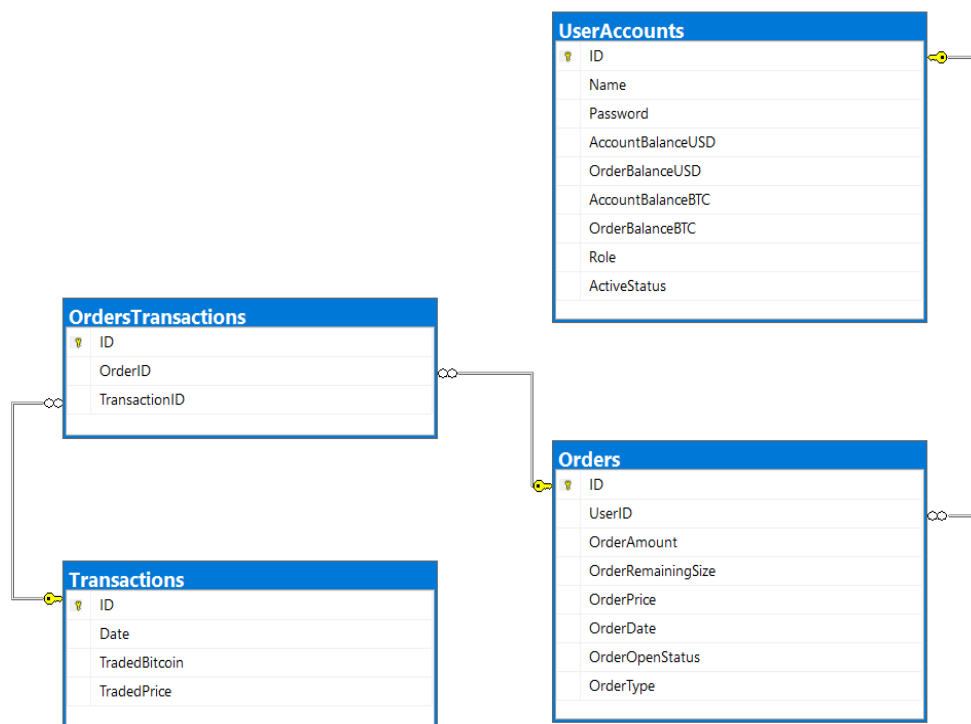 UserAccounts
ID
Name
Password
AccountBalanceUSD
OrderBalanceUSD
AccountBalanceBTC
OrderBalanceBTC
Role
ActiveStatus
OrdersTransactions
ID
OrderID
TransactionID
Orders
ID
UserID
OrderAmount
OrderRemainingSize
OrderPrice
OrderDate
OrderOpenStatus
OrderType
Transactions
ID
Date
TradedBitcoin
TradedPrice